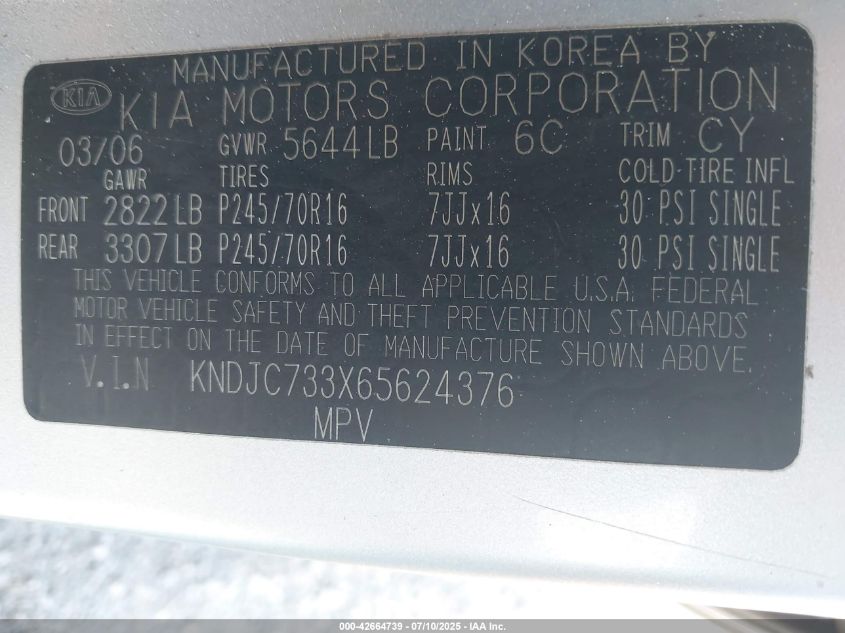 MANUFACTURED IN KOREA BY
KIA KIA MOTORS CORPORATION
03/06 GVWR 5644LB PAINT 6C TRIM CY
GAWR TIRES RIMS COLD TIRE INFL
FRONT 2822LB P245/70R16 7JJx16 30 PSI SINGLE
REAR 3307LB P245/70R16 7JJx16 30 PSI SINGLE
THIS VEHICLE CONFORMS TO ALL APPLICABLE U.S.A. FEDERAL
MOTOR VEHICLE SAFETY AND THEFT PREVENTION STANDARDS
IN EFFECT ON THE DATE OF MANUFACTURE SHOWN ABOVE.
V.I.N KNDJC733X65624376
MPV
000-42664739 - 07/10/2025 - IAA Inc.